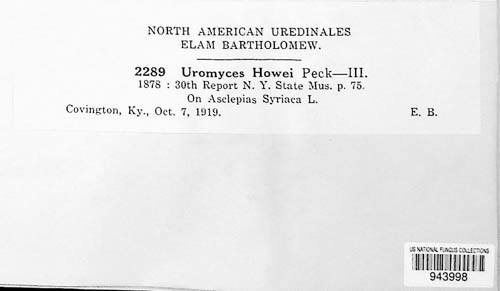 NORTH AMERICAN UREDINALES
ELAM BARTHOLOMEW.
2289 Uromyces Howei Peck—III.
1878 : 30th Report N. Y. State Mus. p. 75.
On Asclepias Syriaca L.
Covington, Ky., Oct. 7, 1919. E. B.
US NATIONAL FUNGUS COLLECTIONS
943998